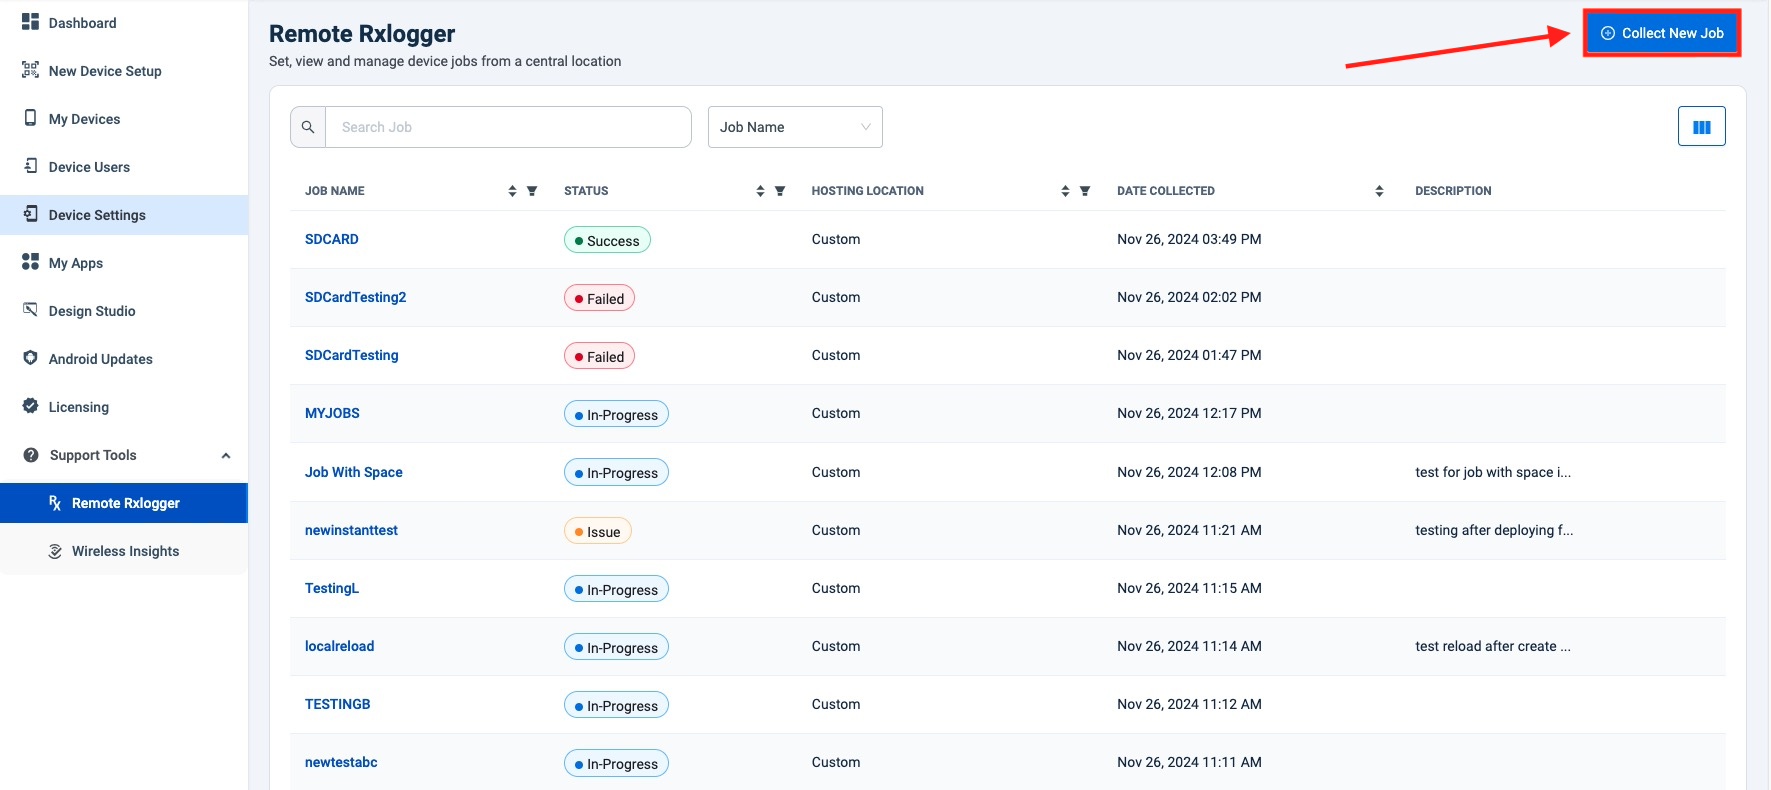 Dashboard
New Device Setup
My Devices
Device Users
Device Settings
My Apps
Design Studio
Android Updates
Licensing
Support Tools
Remote Rxlogger
Wireless Insights
Remote Rxlogger
Set, view and manage device jobs from a central location
Collect New Job
Search Job
Job Name
JOB NAME STATUS HOSTING LOCATION DATE COLLECTED DESCRIPTION
SDCARD Success Custom Nov 26, 2024 03:49 PM
SDCardTesting2 Failed Custom Nov 26, 2024 02:02 PM
SDCardTesting Failed Custom Nov 26, 2024 01:47 PM
MYJOBS In-Progress Custom Nov 26, 2024 12:17 PM
Job With Space In-Progress Custom Nov 26, 2024 12:08 PM test for job with space i...
newinstanttest Issue Custom Nov 26, 2024 11:21 AM testing after deploying f...
TestingL In-Progress Custom Nov 26, 2024 11:15 AM
localreload In-Progress Custom Nov 26, 2024 11:14 AM test reload after create ...
TESTINGB In-Progress Custom Nov 26, 2024 11:12 AM
newtestabc In-Progress Custom Nov 26, 2024 11:11 AM